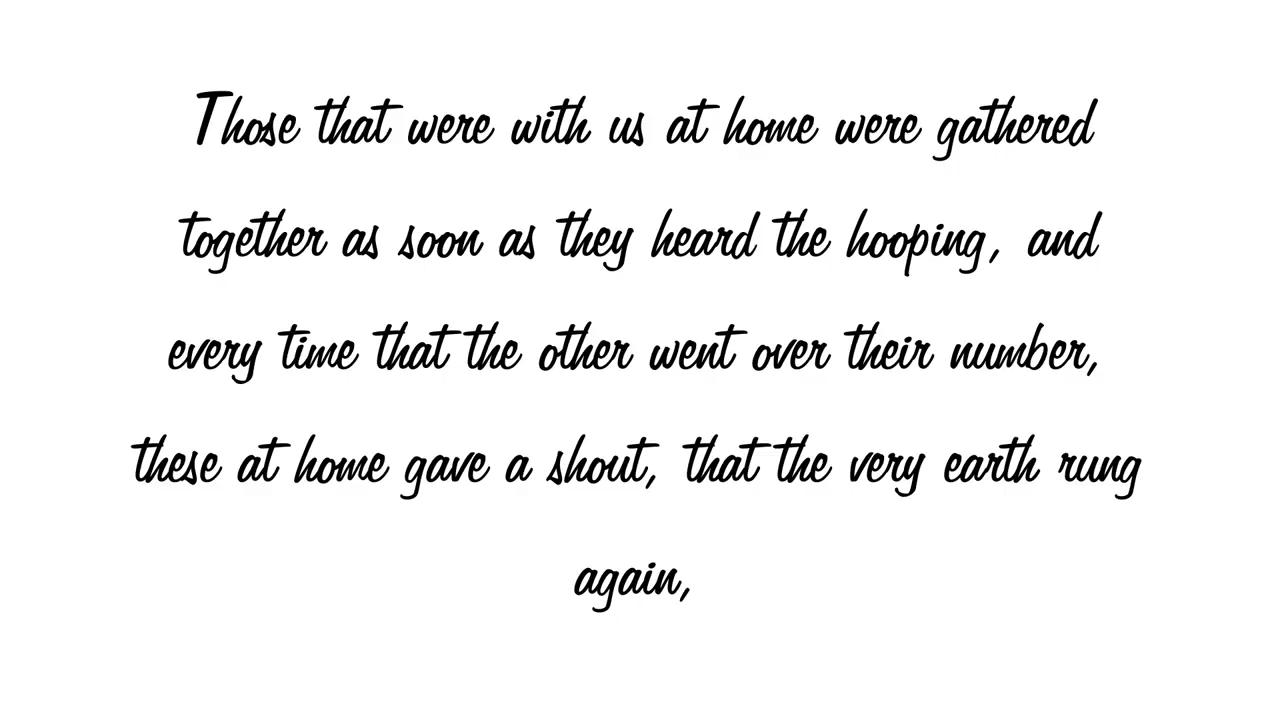 Those that were with us at home were gathered
together as soon as they heard the hooping, and
every time that the other went over their number,
these at home gave a shout, that the very earth rung
again,